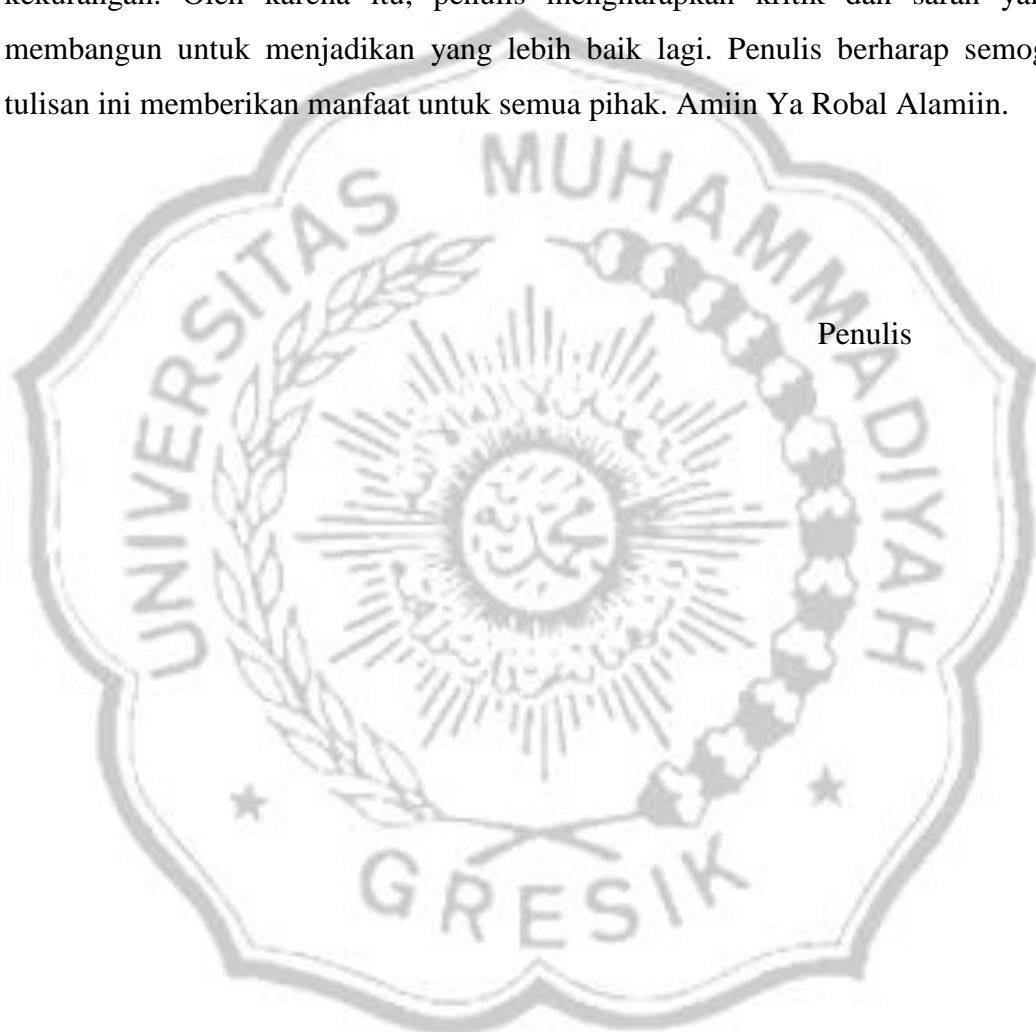 kekurangan. Oleh karena itu, penulis mengharapkan kritik dan saran yan
membangun untuk menjadikan yang lebih baik lagi. Penulis berharap semog
tulisan ini memberikan manfaat untuk semua pihak. Amiin Ya Robal Alamiin.
UNIVERSITAS MUHAMMADIYAH
Penulis
GRESIK